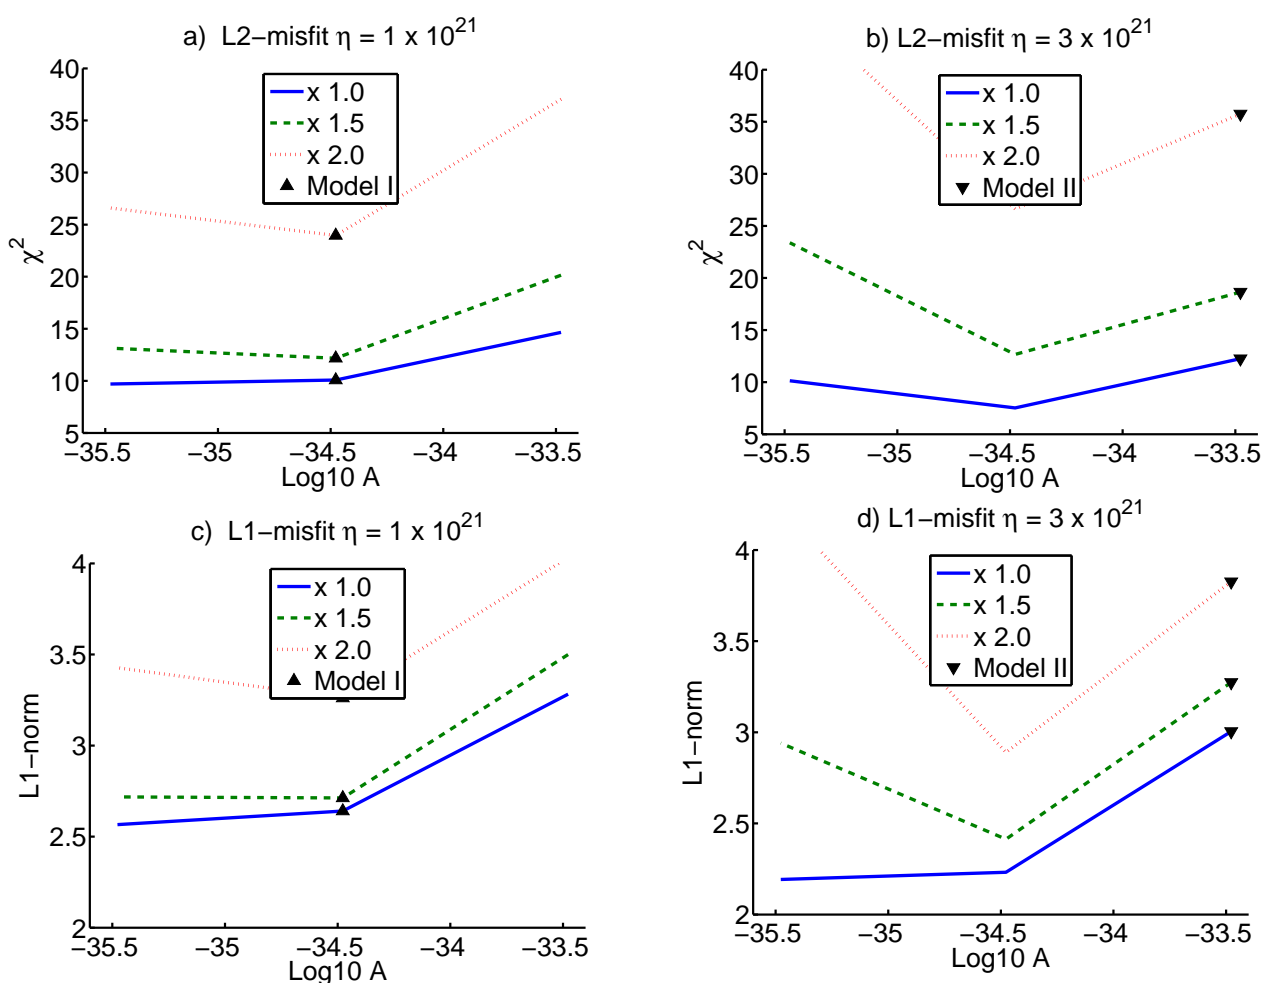 a) L2−misfit η = 1 x 10^21
40
35
30
25
20
15
10
5
χ^2
x 1.0
x 1.5
x 2.0
Model I
−35.5 −35 −34.5 −34 −33.5
Log10 A
b) L2−misfit η = 3 x 10^21
40
35
30
25
20
15
10
5
χ^2
x 1.0
x 1.5
x 2.0
Model II
−35.5 −35 −34.5 −34 −33.5
Log10 A
c) L1−misfit η = 1 x 10^21
4
3.5
3
2.5
2
L1−norm
x 1.0
x 1.5
x 2.0
Model I
−35.5 −35 −34.5 −34 −33.5
Log10 A
d) L1−misfit η = 3 x 10^21
4
3.5
3
2.5
2
L1−norm
x 1.0
x 1.5
x 2.0
Model II
−35.5 −35 −34.5 −34 −33.5
Log10 A